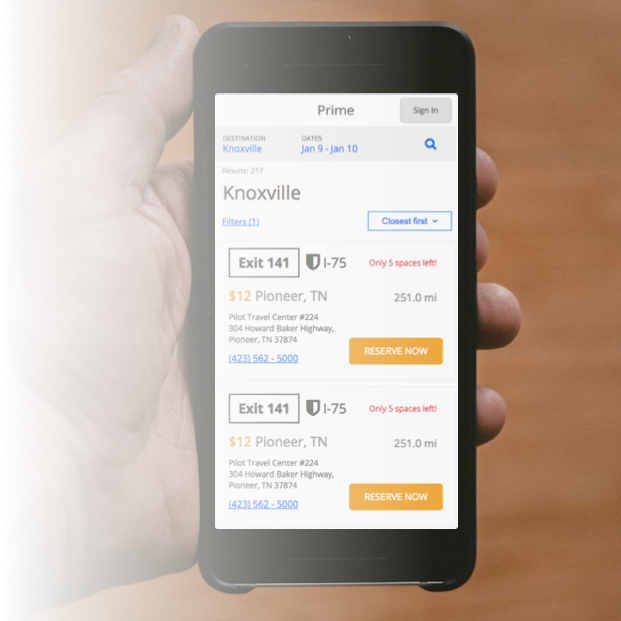 Prime
Sign In
DESTINATION
DATES
Knoxville
Jan 9 - Jan 10
Results: 217
Knoxville
Filters (1)
Closest first
Exit 141
I-75
Only 5 spaces left!
$12 Pioneer, TN
251.0 mi
Pilot Travel Center #224
304 Howard Baker Highway,
Pioneer, TN 37874
RESERVE NOW
(423) 562 - 5000
Exit 141
I-75
Only 5 spaces left!
$12 Pioneer, TN
251.0 mi
Pilot Travel Center #224
304 Howard Baker Highway,
Pioneer, TN 37874
RESERVE NOW
(423) 562 - 5000